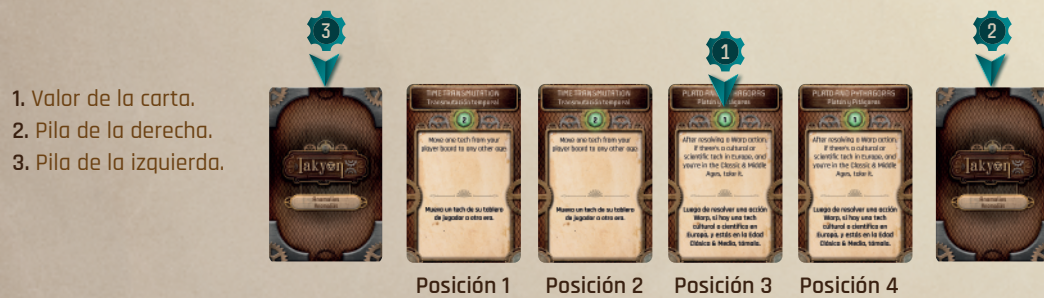 3
1
2
1. Valor de la carta.
2. Pila de la derecha.
3. Pila de la izquierda.
Takyon
Anomalías
TIME TRANSMUTATION
Transmutación temporal
2
Move one tech from your
player board to any other age
Mueva un tech de su tablero
de jugador a otra era.
TIME TRANSMUTATION
Transmutación temporal
2
Move one tech from your
player board to any other age
Mueva un tech de su tablero
de jugador a otra era.
PLATO AND PYTHAGORAS
Platón y Pitágoras
1
After resolving a Warp action,
if there's a cultural or
scientific tech in Europe, and
you're in the Classic & Middle
Ages, take it.
Luego de resolver una acción
Warp, si hay una tech
cultural o científica en
Europa, y estás en la Edad
Clásica & Media, tómala.
PLATO AND PYTHAGORAS
Platón y Pitágoras
1
After resolving a Warp action,
if there's a cultural or
scientific tech in Europe, and
you're in the Classic & Middle
Ages, take it.
Luego de resolver una acción
Warp, si hay una tech
cultural o científica en
Europa, y estás en la Edad
Clásica & Media, tómala.
Takyon
Anomalías
Posición 1
Posición 2
Posición 3
Posición 4